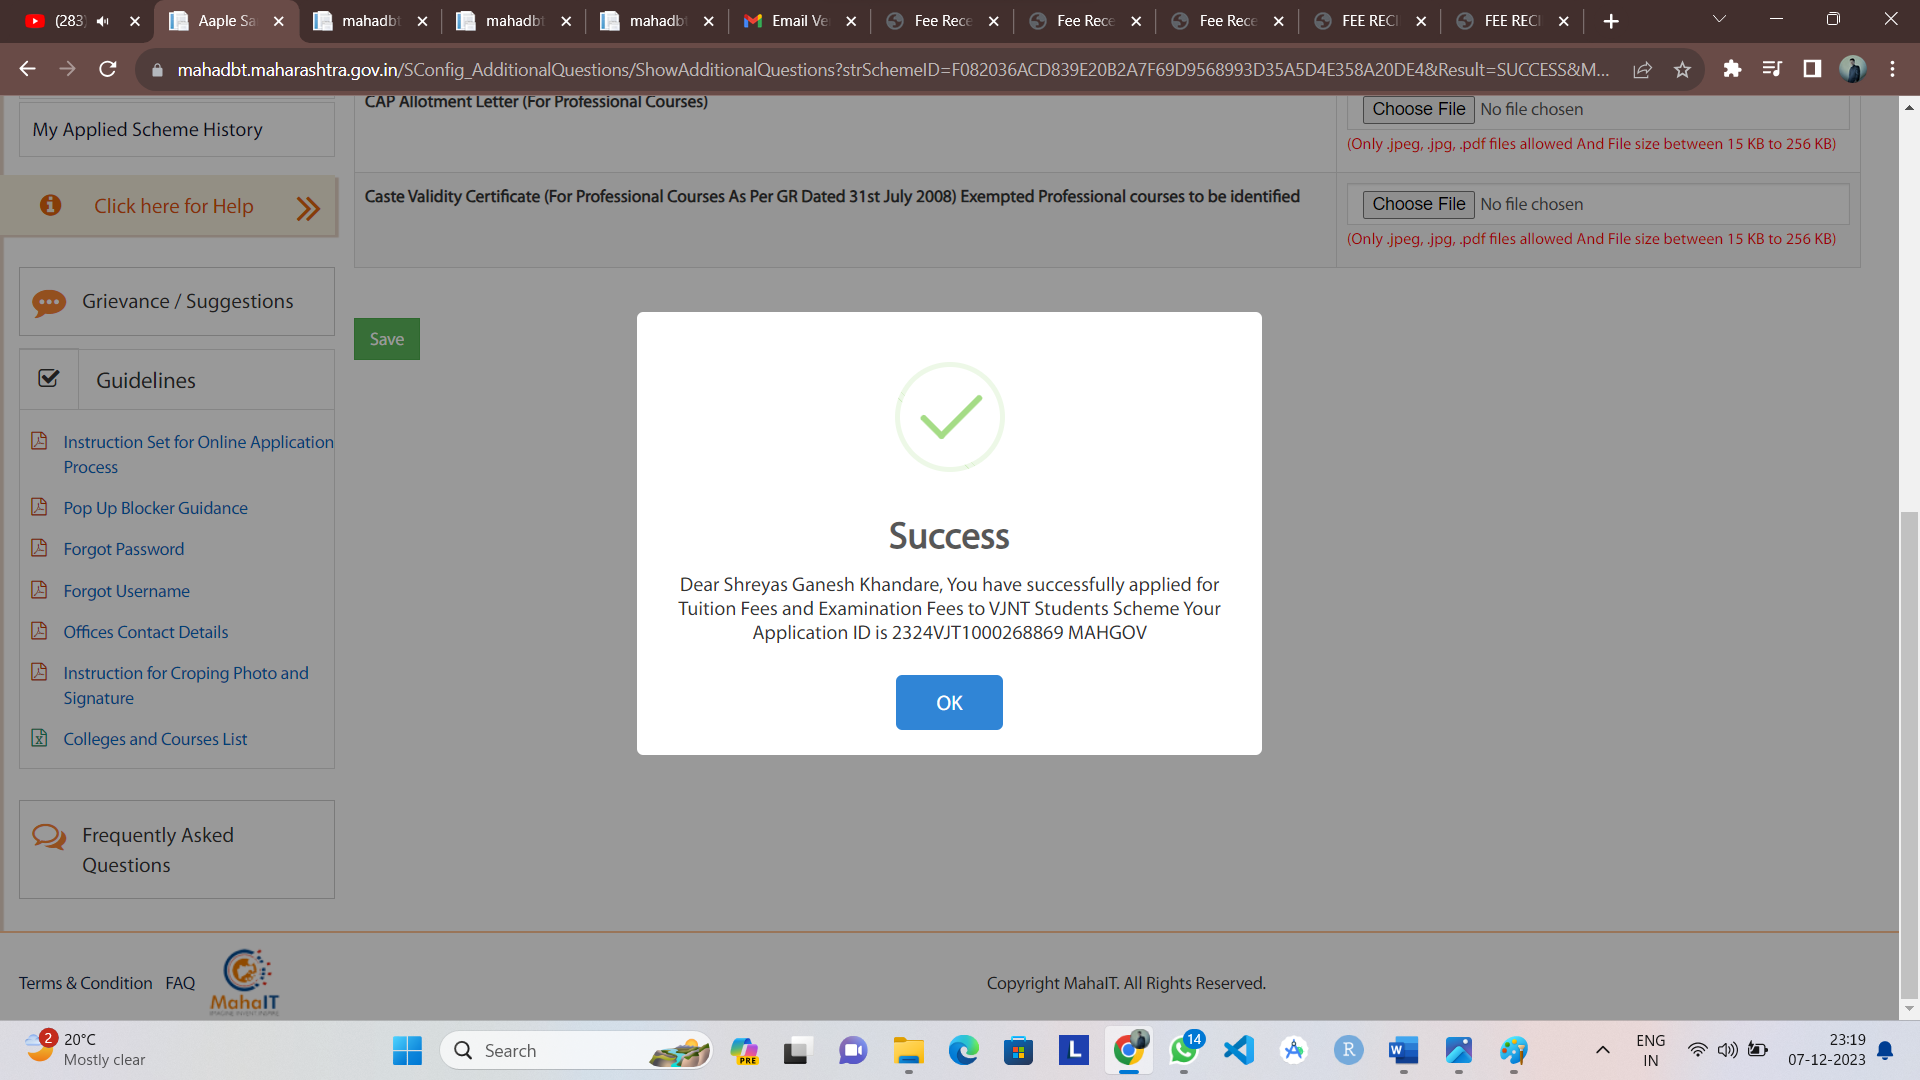 (283)
Aaple Sa
mahadbt
mahadbt
mahadbt
Email Ve
Fee Rece
Fee Rece
Fee Rece
FEE RECI
FEE RECI
mahadbt.maharashtra.gov.in/SConfig_AdditionalQuestions/ShowAdditionalQuestions?strSchemeID=F082036ACD839E20B2A7F69D9568993D35A5D4E358A20DE4&Result=SUCCESS&M...
My Applied Scheme History
Click here for Help
Grievance / Suggestions
Guidelines
Instruction Set for Online Application
Process
Pop Up Blocker Guidance
Forgot Password
Forgot Username
Offices Contact Details
Instruction for Croping Photo and
Signature
Colleges and Courses List
Frequently Asked
Questions
CAP Allotment Letter (For Professional Courses)
Choose File No file chosen
(Only .jpeg, .jpg, .pdf files allowed And File size between 15 KB to 256 KB)
Caste Validity Certificate (For Professional Courses As Per GR Dated 31st July 2008) Exempted Professional courses to be identified
Choose File No file chosen
(Only .jpeg, .jpg, .pdf files allowed And File size between 15 KB to 256 KB)
Save
Success
Dear Shreyas Ganesh Khandare, You have successfully applied for
Tuition Fees and Examination Fees to VJNT Students Scheme Your
Application ID is 2324VJT1000268869 MAHGOV
OK
Terms & Condition FAQ
MahaIT
Copyright MahaIT. All Rights Reserved.
2
20°C
Mostly clear
Search
PRE
L
14
R
W
ENG
IN
23:19
07-12-2023